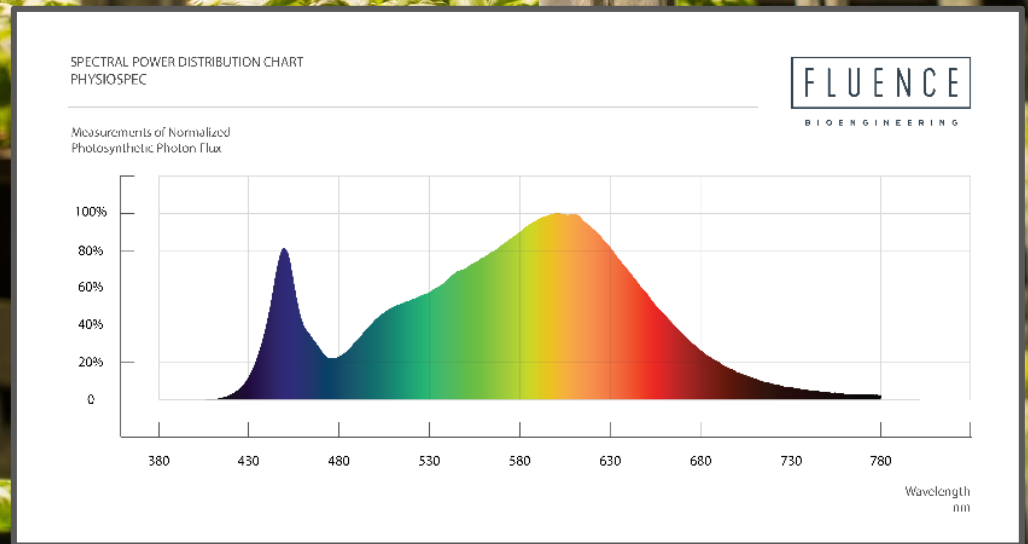 SPECTRAL POWER DISTRIBUTION CHART
PHYSIOSPEC
FLUENCE
BIOENGINEERING
Measurements of Normalized
Photosynthetic Photon Flux
100%
80%
60%
40%
20%
0
380 430 480 530 580 630 680 730 780
Wavelength
nm